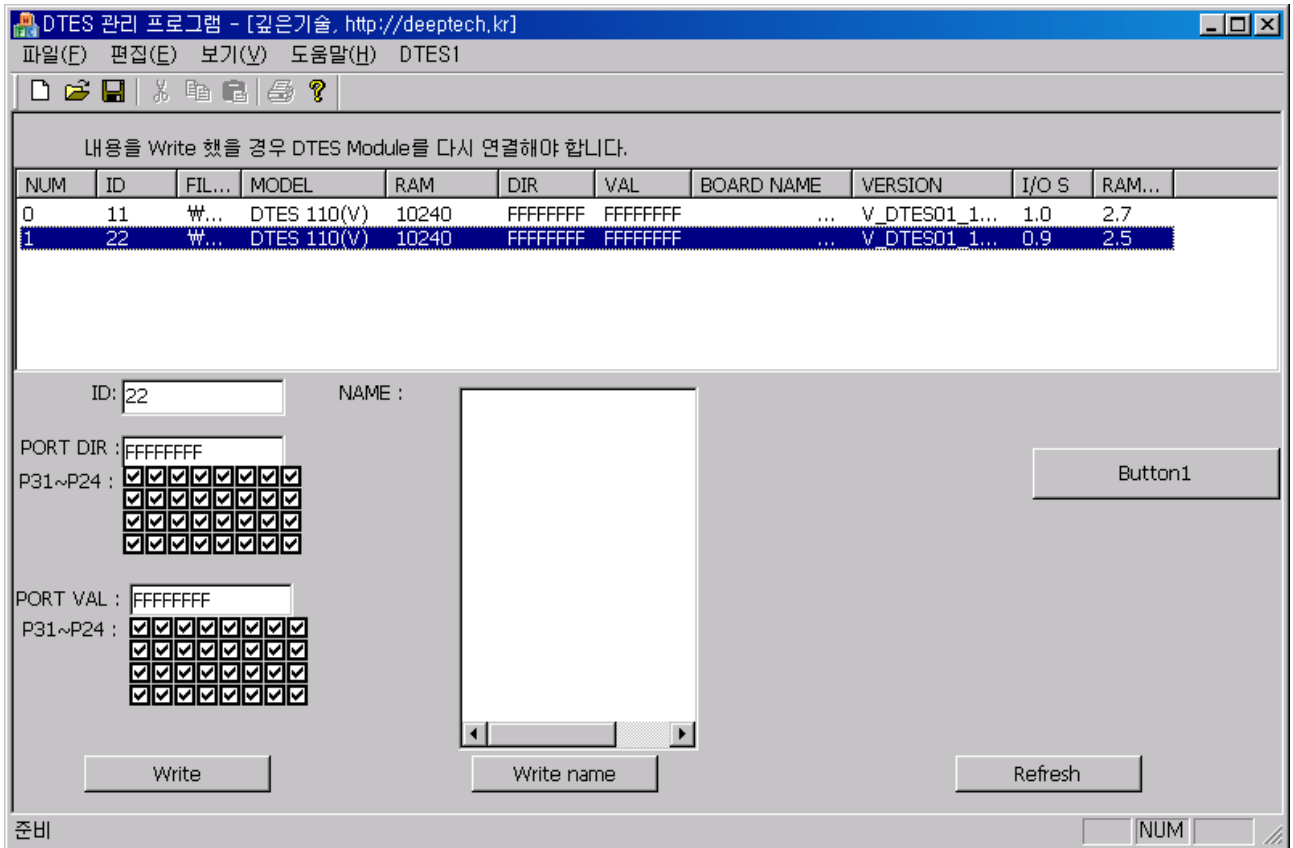 DTES 관리 프로그램 - [깊은기술, http://deeptech.kr]
파일(F) 편집(E) 보기(V) 도움말(H) DTES1
내용을 Write 했을 경우 DTES Module를 다시 연결해야 합니다.
NUM ID FIL... MODEL RAM DIR VAL BOARD NAME VERSION I/O S RAM...
0 11 ₩... DTES 110(V) 10240 FFFFFFFF FFFFFFFF ... V_DTES01_1... 1.0 2.7
1 22 ₩... DTES 110(V) 10240 FFFFFFFF FFFFFFFF ... V_DTES01_1... 0.9 2.5
ID: 22 NAME :
PORT DIR : FFFFFFFF
P31~P24 :
Button1
PORT VAL : FFFFFFFF
P31~P24 :
Write Write name Refresh
준비 NUM